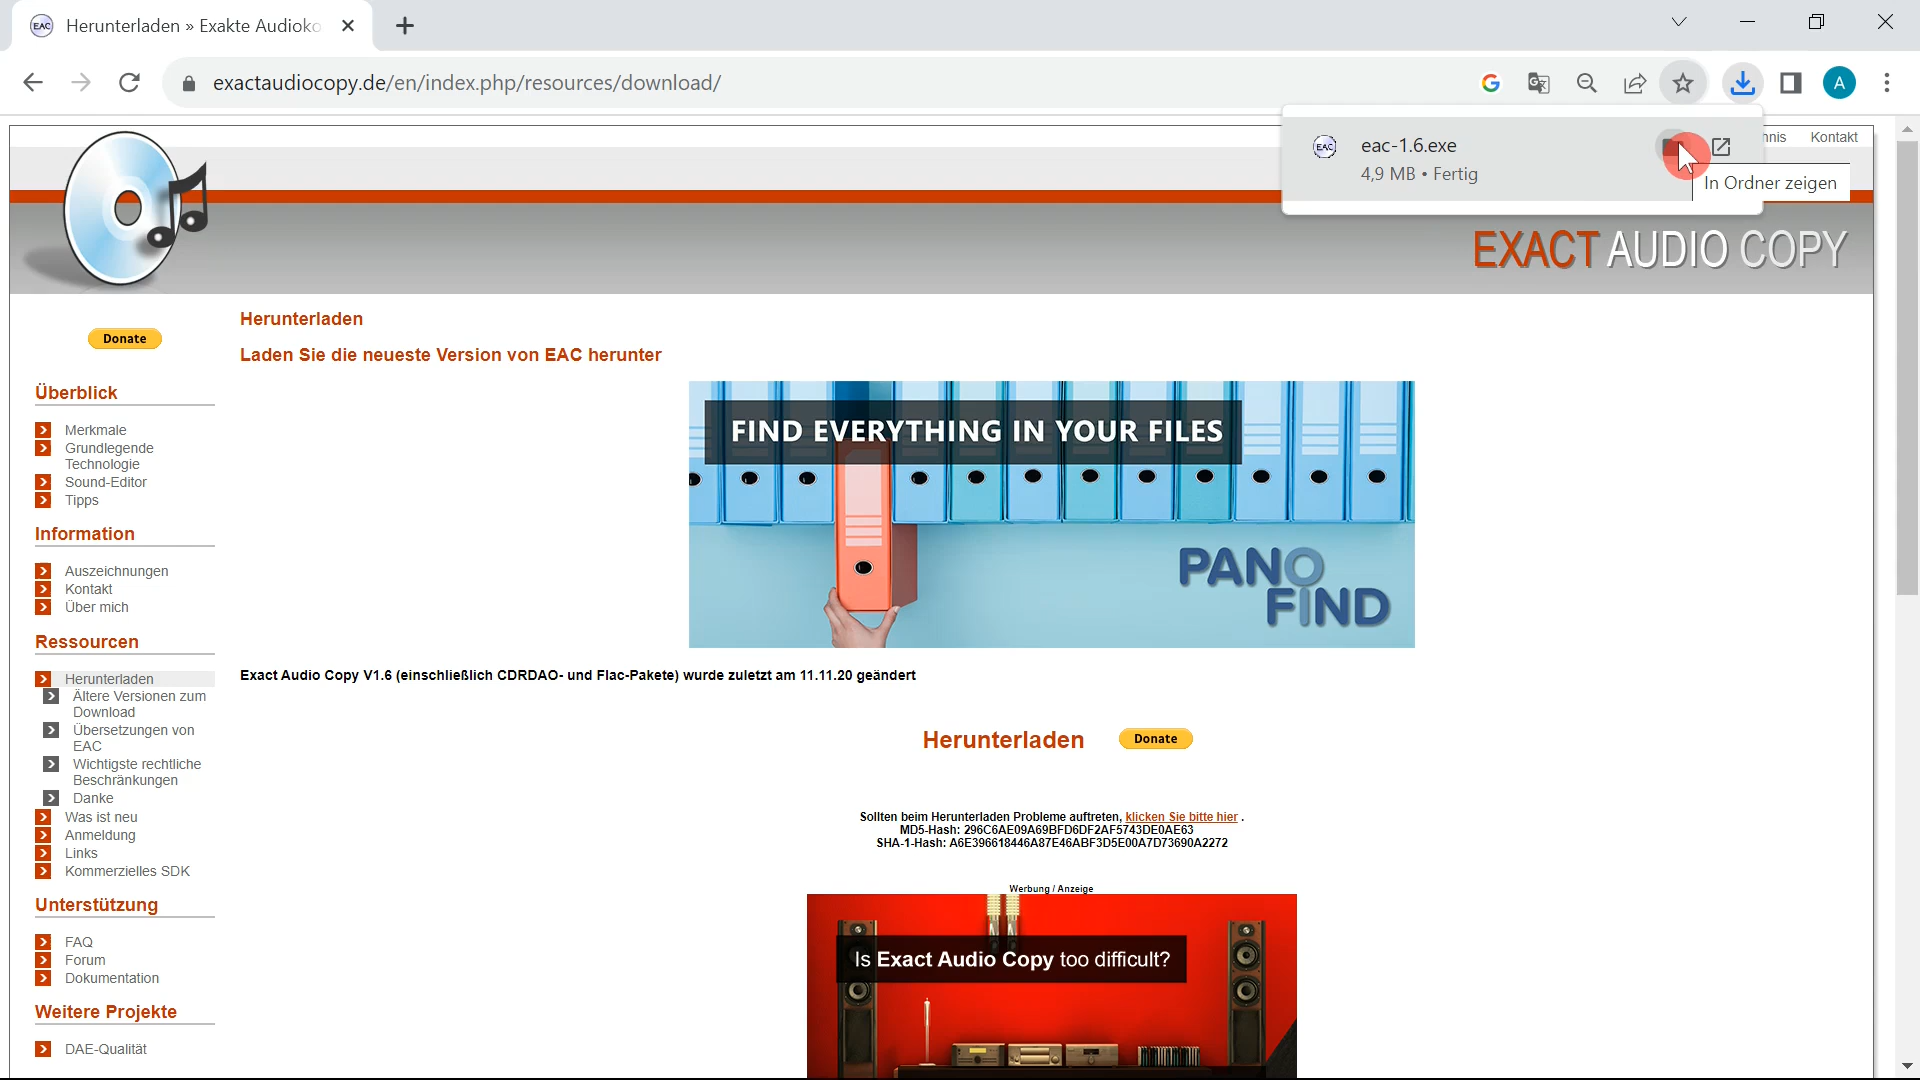 EAC Herunterladen » Exakte Audioko
exactaudiocopy.de/en/index.php/resources/download/
A
EAC eac-1.6.exe
4,9 MB • Fertig
In Ordner zeigen
Kontakt
EXACT AUDIO COPY
Donate
Überblick
Merkmale
Grundlegende
Technologie
Sound-Editor
Tipps
Information
Auszeichnungen
Kontakt
Über mich
Ressourcen
Herunterladen
Ältere Versionen zum
Download
Übersetzungen von
EAC
Wichtigste rechtliche
Beschränkungen
Danke
Was ist neu
Anmeldung
Links
Kommerzielles SDK
Unterstützung
FAQ
Forum
Dokumentation
Weitere Projekte
DAE-Qualität
Herunterladen
Laden Sie die neueste Version von EAC herunter
FIND EVERYTHING IN YOUR FILES
PANO
FIND
Exact Audio Copy V1.6 (einschließlich CDRDAO- und Flac-Pakete) wurde zuletzt am 11.11.20 geändert
Herunterladen Donate
Sollten beim Herunterladen Probleme auftreten, klicken Sie bitte hier .
MD5-Hash: 296C6AE09A69BFD6DF2AF5743DE0AE63
SHA-1-Hash: A6E396618446A87E46ABF3D5E00A7D73690A2272
Werbung / Anzeige
Is Exact Audio Copy too difficult?